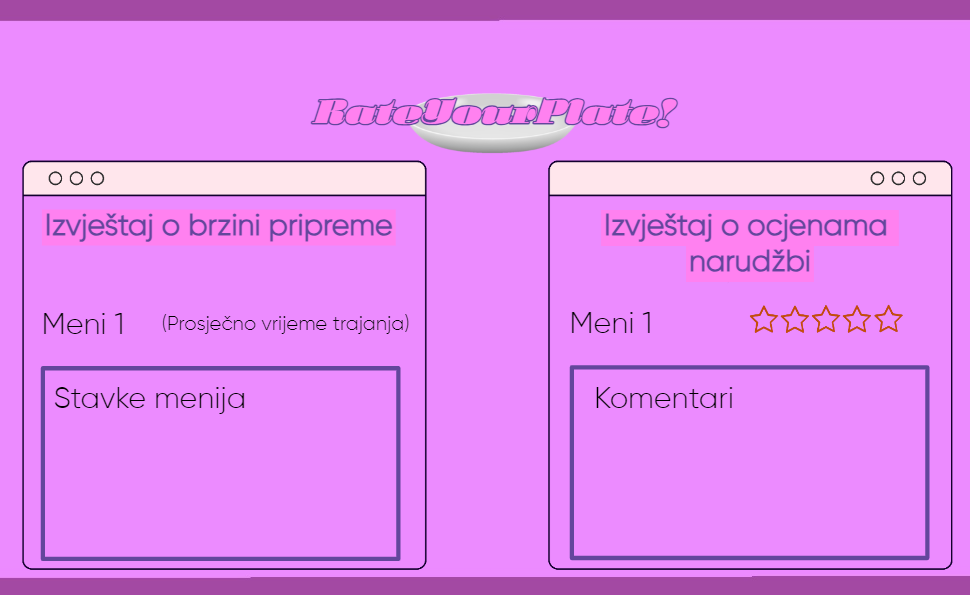 RateYourPlate!
Izvještaj o brzini pripreme
Meni 1 (Prosječno vrijeme trajanja)
Stavke menija
Izvještaj o ocjenama
narudžbi
Meni 1
Komentari